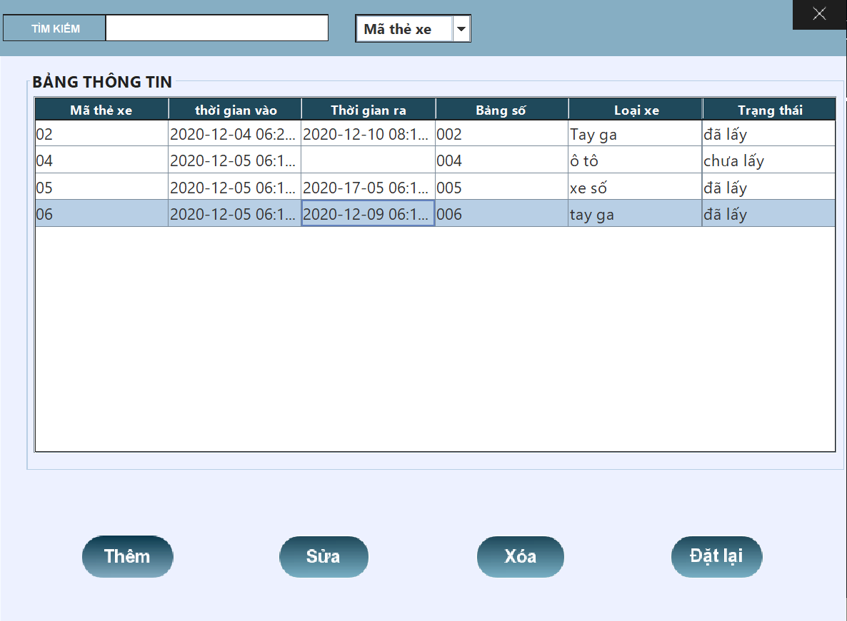 TÌM KIẾM Mã thẻ xe
BẢNG THÔNG TIN
Mã thẻ xe thời gian vào Thời gian ra Bảng số Loại xe Trạng thái
02 2020-12-04 06:2... 2020-12-10 08:1... 002 Tay ga đã lấy
04 2020-12-05 06:1... 004 ô tô chưa lấy
05 2020-12-05 06:1... 2020-17-05 06:1... 005 xe số đã lấy
06 2020-12-05 06:1... 2020-12-09 06:1... 006 tay ga đã lấy
Thêm Sửa Xóa Đặt lại